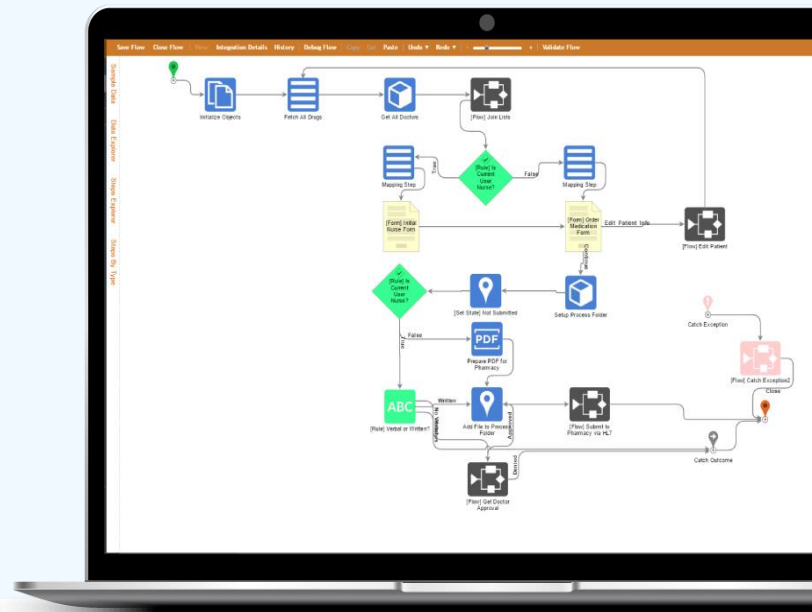 Save Flow Close Flow View Integration Details History Debug Flow Copy Cut Paste Undo Redo - + Validate Flow
Sample Data
Data Explorer
Steps Explorer
Steps By Type
Initialize Objects
Fetch All Drugs
Get All Doctors
[Flow] Join Lists
Mapping Step
True
[Rule] Is
Current
User
Nurse?
False
Mapping Step
[Form] Initial
Nurse Form
[Form] Order
Medication
Form
Edit Patient Info
[Flow] Edit Patient
Continue
[Rule] Is
Current
User
Nurse?
[Set State] Not Submitted
Setup Process Folder
Catch Exception
True
False
PDF
Prepare PDF for
Pharmacy
[Flow] Catch Exception2
Close
ABC
Written
[Rule] Verbal or Written?
Add File to Process
Folder
Approved
[Flow] Submit to
Pharmacy via HL7
Catch Outcome
Denied
[Flow] Get Doctor
Approval